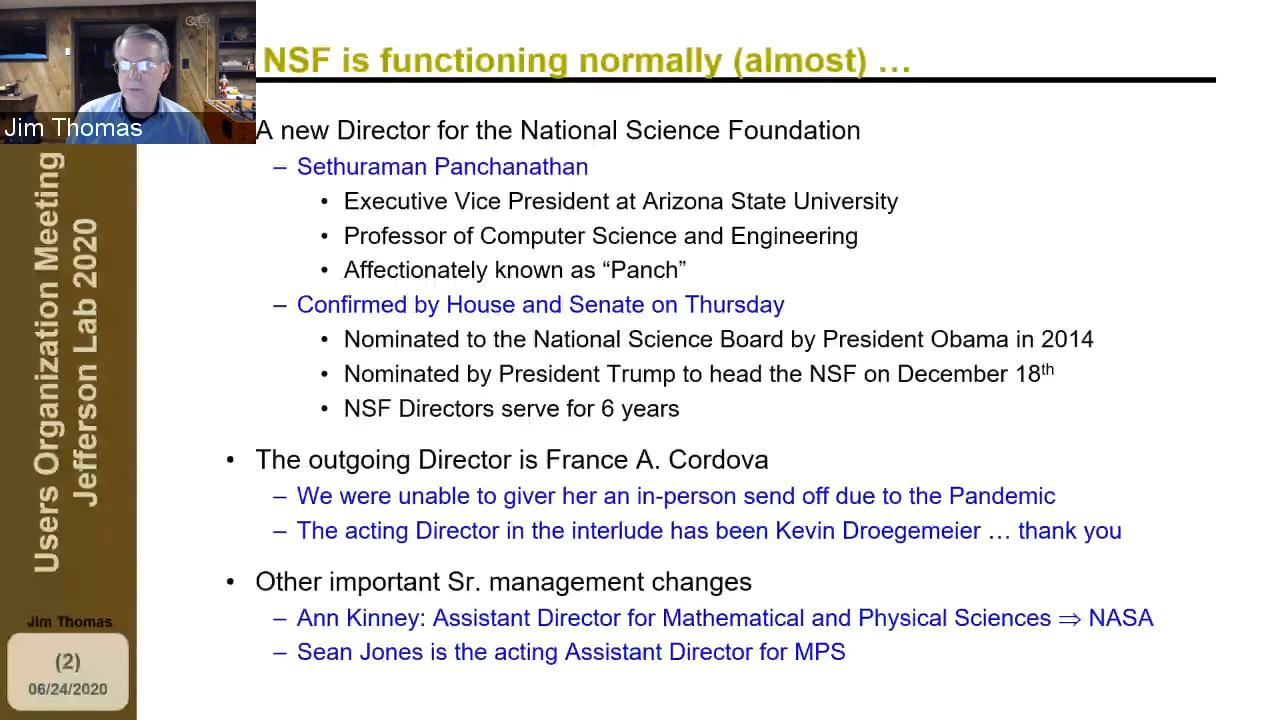 NSF is functioning normally (almost) …
Jim Thomas
A new Director for the National Science Foundation
– Sethuraman Panchanathan
• Executive Vice President at Arizona State University
• Professor of Computer Science and Engineering
• Affectionately known as “Panch”
– Confirmed by House and Senate on Thursday
• Nominated to the National Science Board by President Obama in 2014
• Nominated by President Trump to head the NSF on December 18th
• NSF Directors serve for 6 years
• The outgoing Director is France A. Cordova
– We were unable to giver her an in-person send off due to the Pandemic
– The acting Director in the interlude has been Kevin Droegemeier … thank you
• Other important Sr. management changes
– Ann Kinney: Assistant Director for Mathematical and Physical Sciences ⇒ NASA
– Sean Jones is the acting Assistant Director for MPS
Users Organization Meeting
Jefferson Lab 2020
Jim Thomas
(2)
06/24/2020